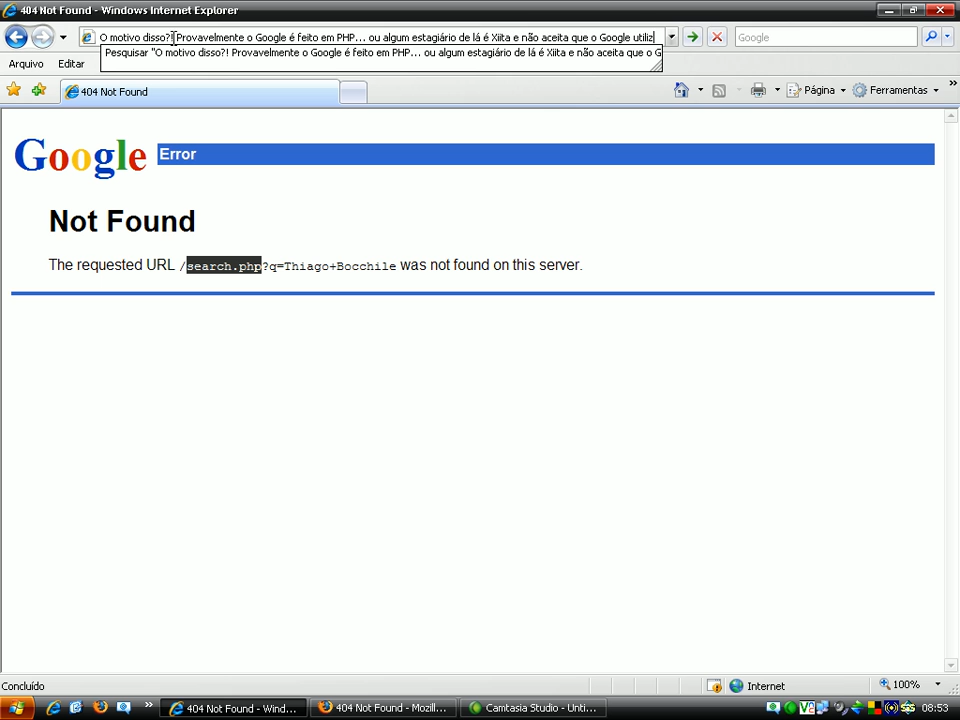 404 Not Found - Windows Internet Explorer
O motivo disso?! Provavelmente o Google é feito em PHP... ou algum estagiário de lá é Xiita e não aceita que o Google utiliz
Google
Pesquisar "O motivo disso?! Provavelmente o Google é feito em PHP... ou algum estagiário de lá é Xiita e não aceita que o G
Arquivo Editar
404 Not Found
Página
Ferramentas
Google
Error
Not Found
The requested URL /search.php?q=Thiago+Bocchile was not found on this server.
Concluído
Internet
100%
404 Not Found - Wind...
404 Not Found - Mozill...
Camtasia Studio - Unti...
08:53